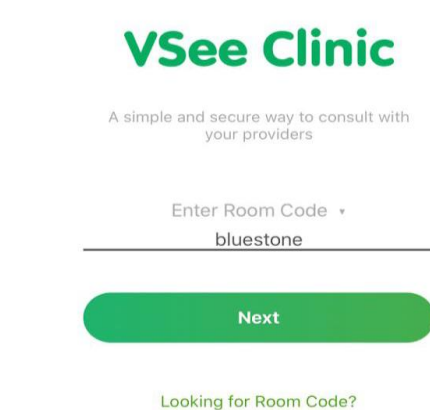 VSee Clinic
A simple and secure way to consult with
your providers
Enter Room Code ▾
bluestone
Next
Looking for Room Code?